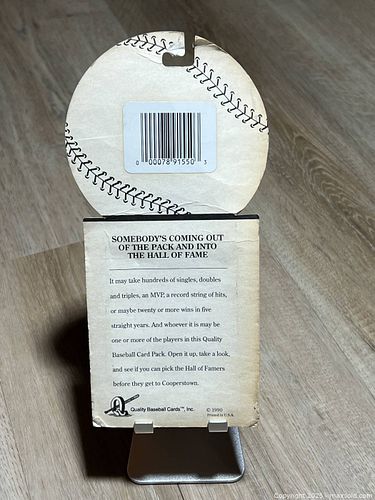 0 00078"91550 3
SOMEBODY'S COMING OUT
OF THE PACK AND INTO
THE HALL OF FAME
It may take hundreds of singles, doubles
and triples, an MVP, a record string of hits,
or maybe twenty or more wins in five
straight years. And whoever it is may be
one or more of the players in this Quality
Baseball Card Pack. Open it up, take a look,
and see if you can pick the Hall of Famers
before they get to Cooperstown.
Quality Baseball Cards™, Inc. © 1990
Printed in U.S.A.
Copyright 2025 - maxsold.com